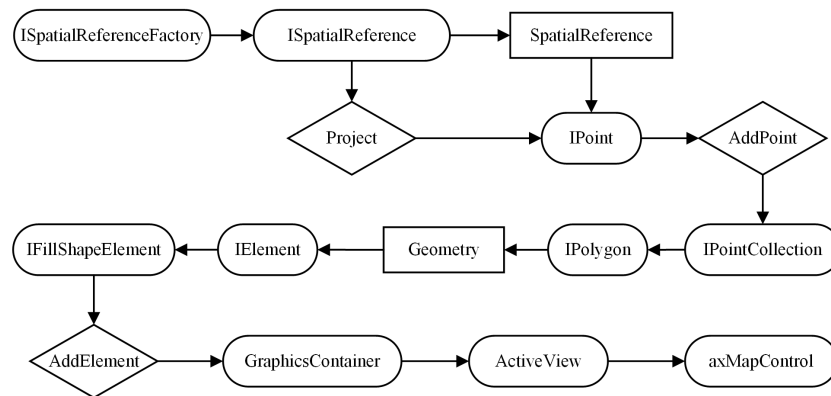 ISpatialReferenceFactory
ISpatialReference
SpatialReference
Project
IPoint
AddPoint
IFillShapeElement
IElement
Geometry
IPolygon
IPointCollection
AddElement
GraphicsContainer
ActiveView
axMapControl